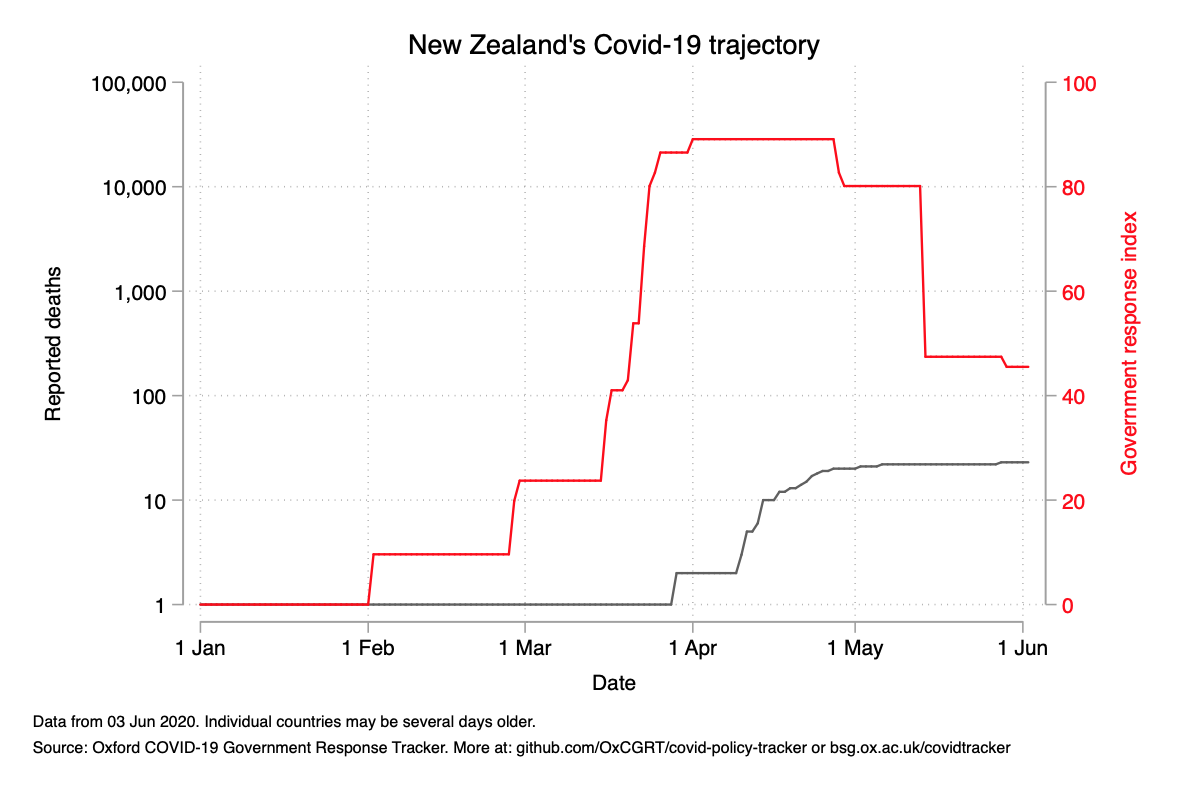 New Zealand's Covid-19 trajectory
100,000
10,000
1,000
100
10
1
Reported deaths
100
80
60
40
20
0
Government response index
1 Jan
1 Feb
1 Mar
1 Apr
1 May
1 Jun
Date
Data from 03 Jun 2020. Individual countries may be several days older.
Source: Oxford COVID-19 Government Response Tracker. More at: github.com/OxCGRT/covid-policy-tracker or bsg.ox.ac.uk/covidtracker